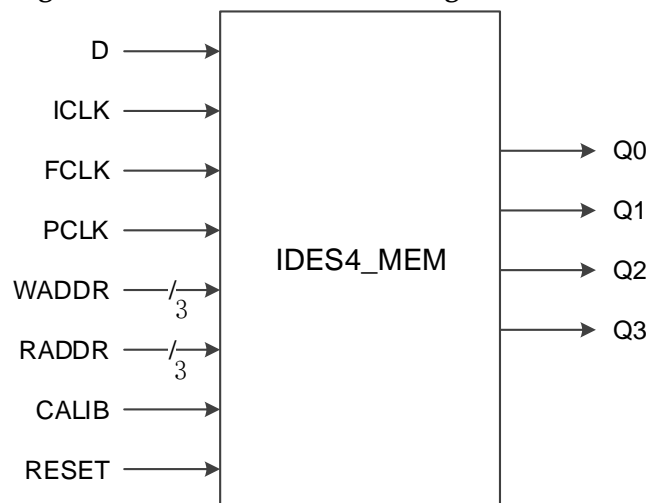 D
ICLK
FCLK
PCLK
WADDR
/
3
RADDR
/
3
CALIB
RESET
IDES4_MEM
Q0
Q1
Q2
Q3